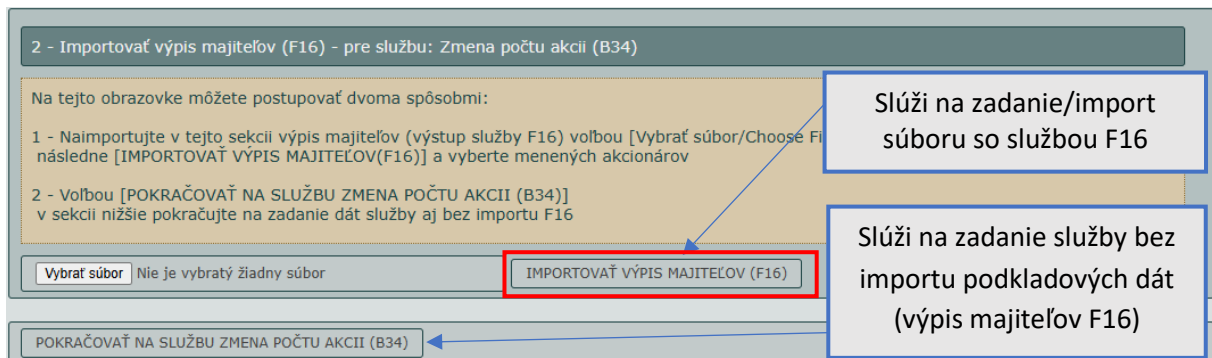 2 - Importovať výpis majiteľov (F16) - pre službu: Zmena počtu akcii (B34)
Na tejto obrazovke môžete postupovať dvoma spôsobmi:
1 - Naimportujte v tejto sekcii výpis majiteľov (výstup služby F16) voľbou [Vybrať súbor/Choose Fi
následne [IMPORTOVAŤ VÝPIS MAJITEĽOV(F16)] a vyberte menených akcionárov
2 - Voľbou [POKRAČOVAŤ NA SLUŽBU ZMENA POČTU AKCII (B34)]
v sekcii nižšie pokračujte na zadanie dát služby aj bez importu F16
Vybrať súbor Nie je vybratý žiadny súbor
IMPORTOVAŤ VÝPIS MAJITEĽOV (F16)
POKRAČOVAŤ NA SLUŽBU ZMENA POČTU AKCII (B34)
Slúži na zadanie/import
súboru so službou F16
Slúži na zadanie služby bez
importu podkladových dát
(výpis majiteľov F16)